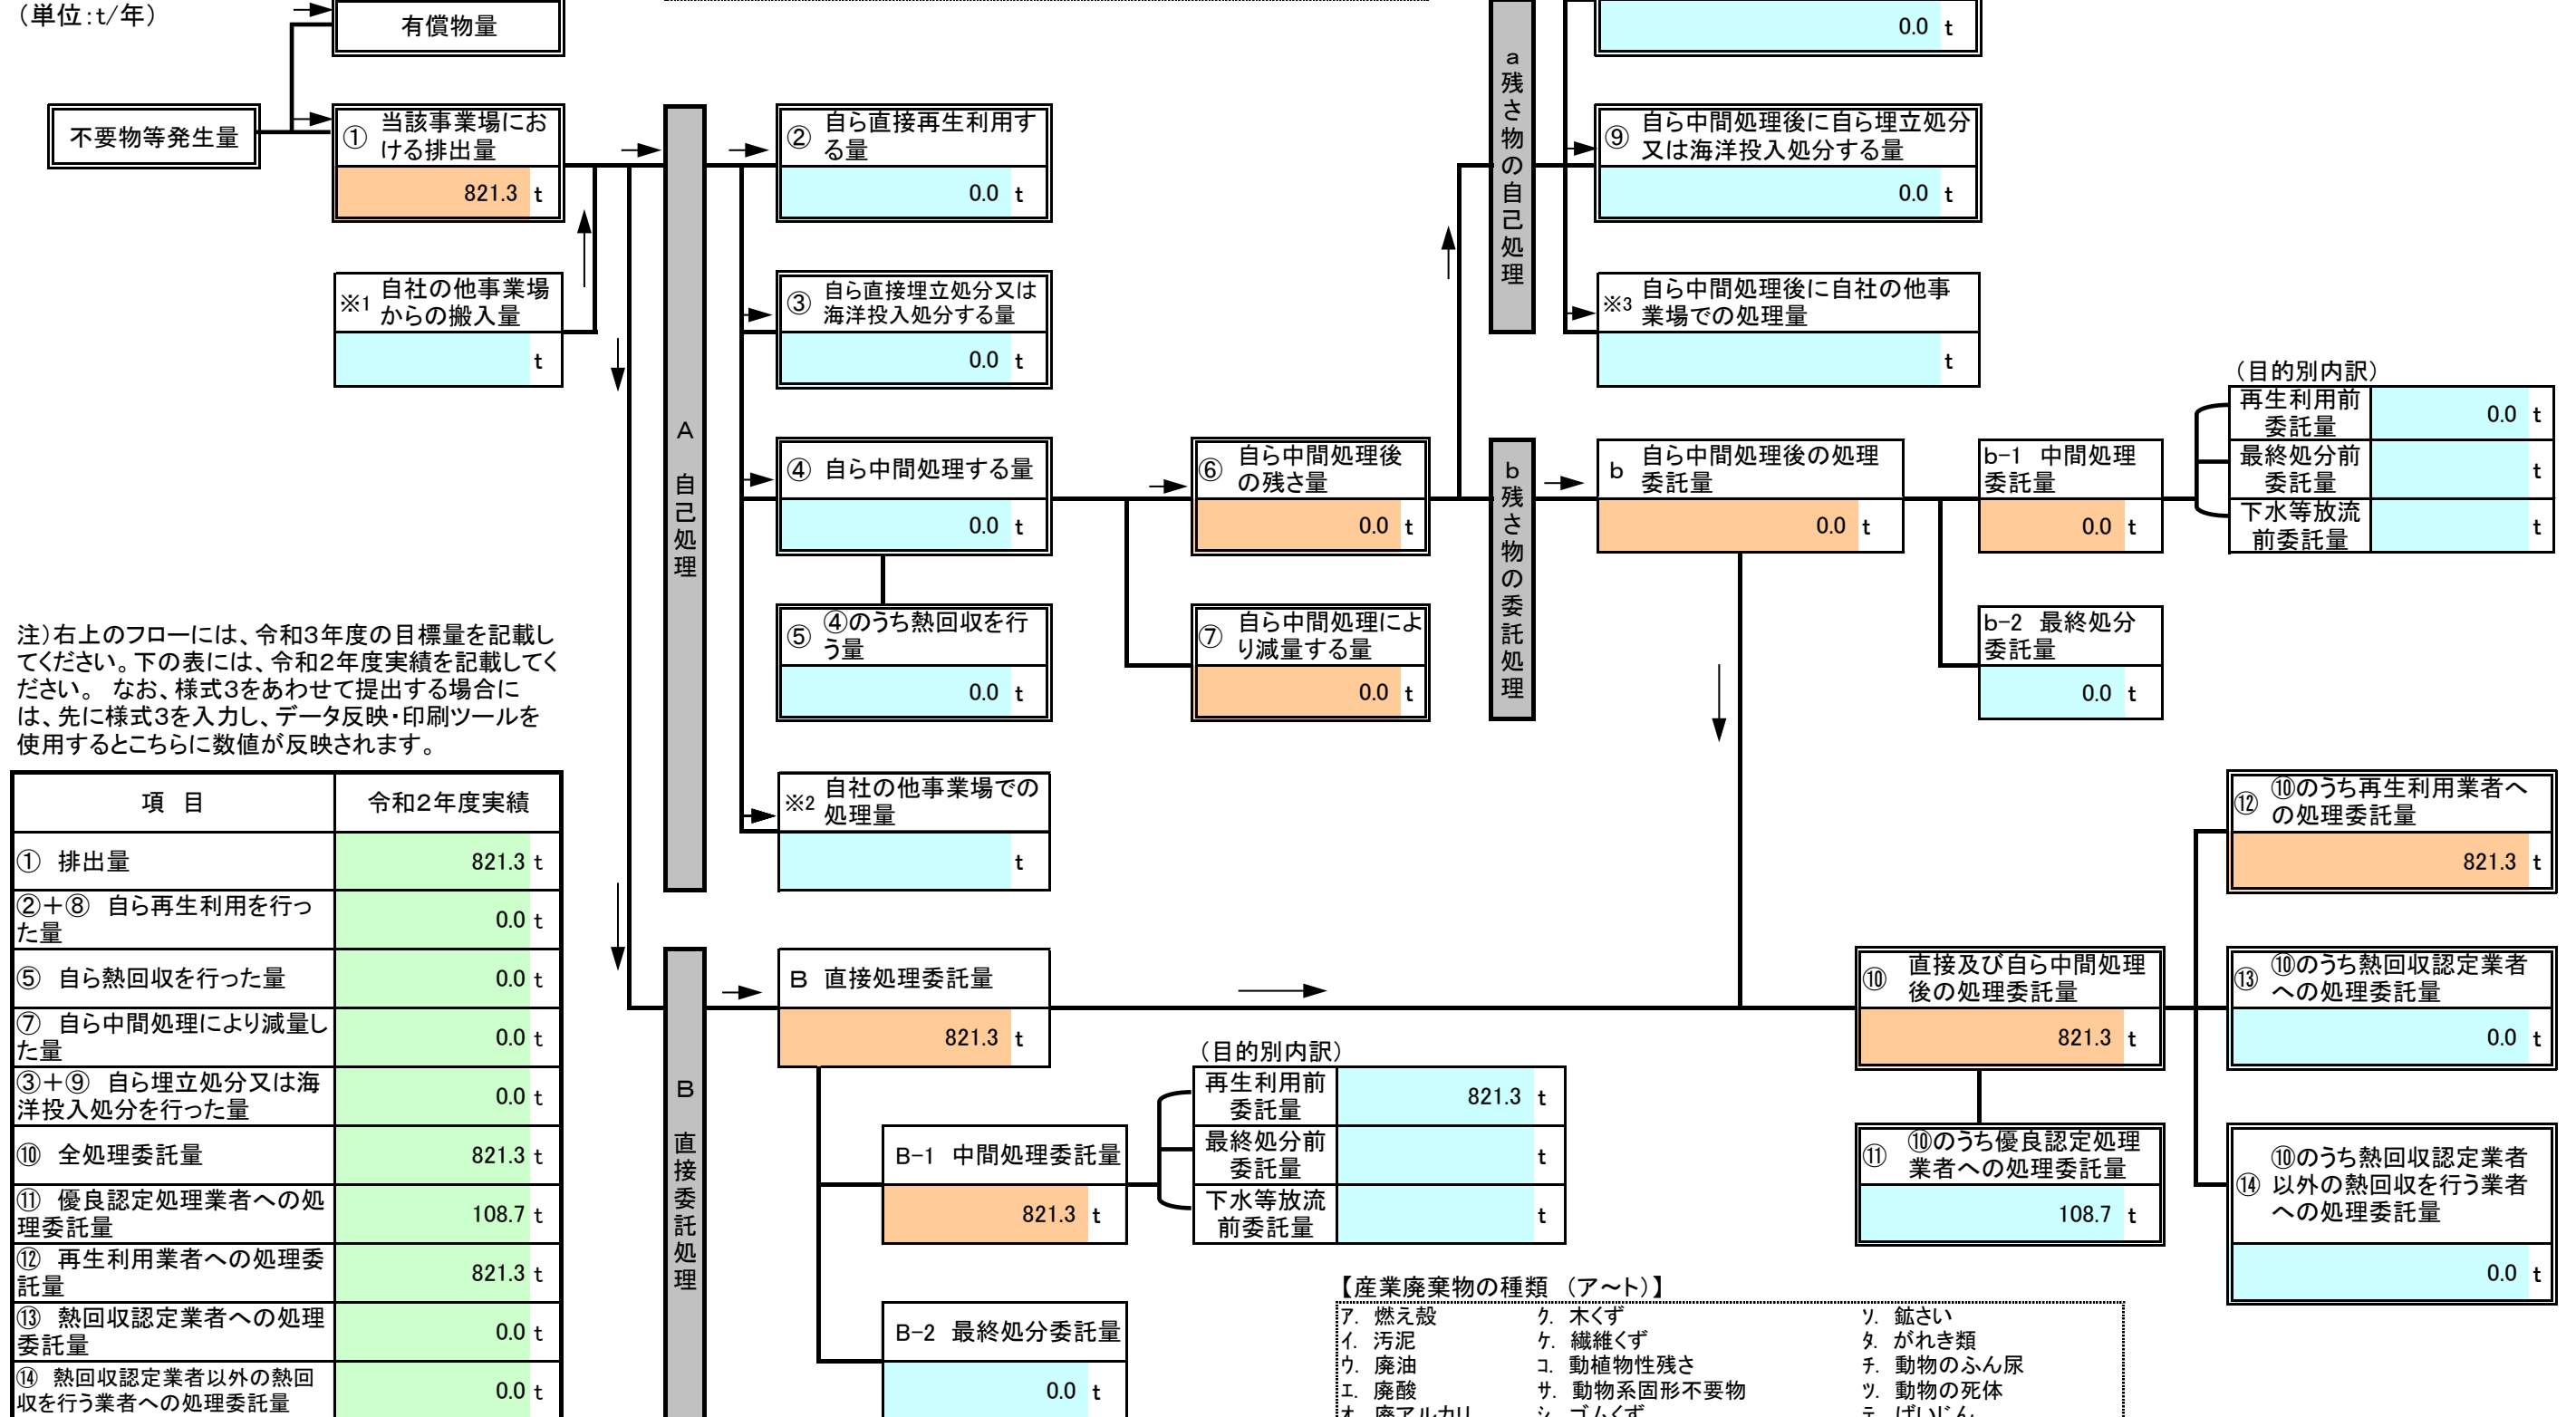 （単位：t/年）
有償物量
0.0 t
不要物等発生量
① 当該事業場にお
ける排出量
821.3 t
※1 自社の他事業場
からの搬入量
t
A 自己処理
② 自ら直接再生利用す
る量
0.0 t
③ 自ら直接埋立処分又は
海洋投入処分する量
0.0 t
④ 自ら中間処理する量
0.0 t
⑤ ④のうち熱回収を行
う量
0.0 t
※2 自社の他事業場での
処理量
t
⑥ 自ら中間処理後
の残さ量
0.0 t
⑦ 自ら中間処理によ
り減量する量
0.0 t
a 残さ物の自己処理
⑨ 自ら中間処理後に自ら埋立処分
又は海洋投入処分する量
0.0 t
※3 自ら中間処理後に自社の他事
業場での処理量
t
b 残さ物の委託処理
b 自ら中間処理後の処理
委託量
0.0 t
b-1 中間処理
委託量
0.0 t
b-2 最終処分
委託量
0.0 t
（目的別内訳）
再生利用前
委託量
0.0 t
最終処分前
委託量
t
下水等放流
前委託量
t
注）右上のフローには、令和３年度の目標量を記載し
てください。下の表には、令和２年度実績を記載してく
ださい。 なお、様式３をあわせて提出する場合に
は、先に様式３を入力し、データ反映・印刷ツールを
使用するとこちらに数値が反映されます。
項 目 令和２年度実績
① 排出量 821.3 t
②＋⑧ 自ら再生利用を行っ
た量 0.0 t
⑤ 自ら熱回収を行った量 0.0 t
⑦ 自ら中間処理により減量し
た量 0.0 t
③＋⑨ 自ら埋立処分又は海
洋投入処分を行った量 0.0 t
⑩ 全処理委託量 821.3 t
⑪ 優良認定処理業者への処
理委託量 108.7 t
⑫ 再生利用業者への処理委
託量 821.3 t
⑬ 熱回収認定業者への処理
委託量 0.0 t
⑭ 熱回収認定業者以外の熱回
収を行う業者への処理委託量 0.0 t
B 直接委託処理
B 直接処理委託量
821.3 t
B-1 中間処理委託量
821.3 t
B-2 最終処分委託量
0.0 t
（目的別内訳）
再生利用前
委託量
821.3 t
最終処分前
委託量
t
下水等放流
前委託量
t
⑩ 直接及び自ら中間処理
後の処理委託量
821.3 t
⑪ ⑩のうち優良認定処理
業者への処理委託量
108.7 t
⑫ ⑩のうち再生利用業者へ
の処理委託量
821.3 t
⑬ ⑩のうち熱回収認定業者
への処理委託量
0.0 t
⑭ ⑩のうち熱回収認定業者
以外の熱回収を行う業者
への処理委託量
0.0 t
【産業廃棄物の種類 （ア～ト）】
ｱ. 燃え殻 ｸ. 木くず ｿ. 鉱さい
ｲ. 汚泥 ｹ. 繊維くず ﾀ. がれき類
ｳ. 廃油 ｺ. 動植物性残さ ﾁ. 動物のふん尿
ｴ. 廃酸 ｻ. 動物系固形不要物 ﾂ. 動物の死体
ｵ. 廃アルカリ ｼ. ゴムくず ﾃ. ばいじん